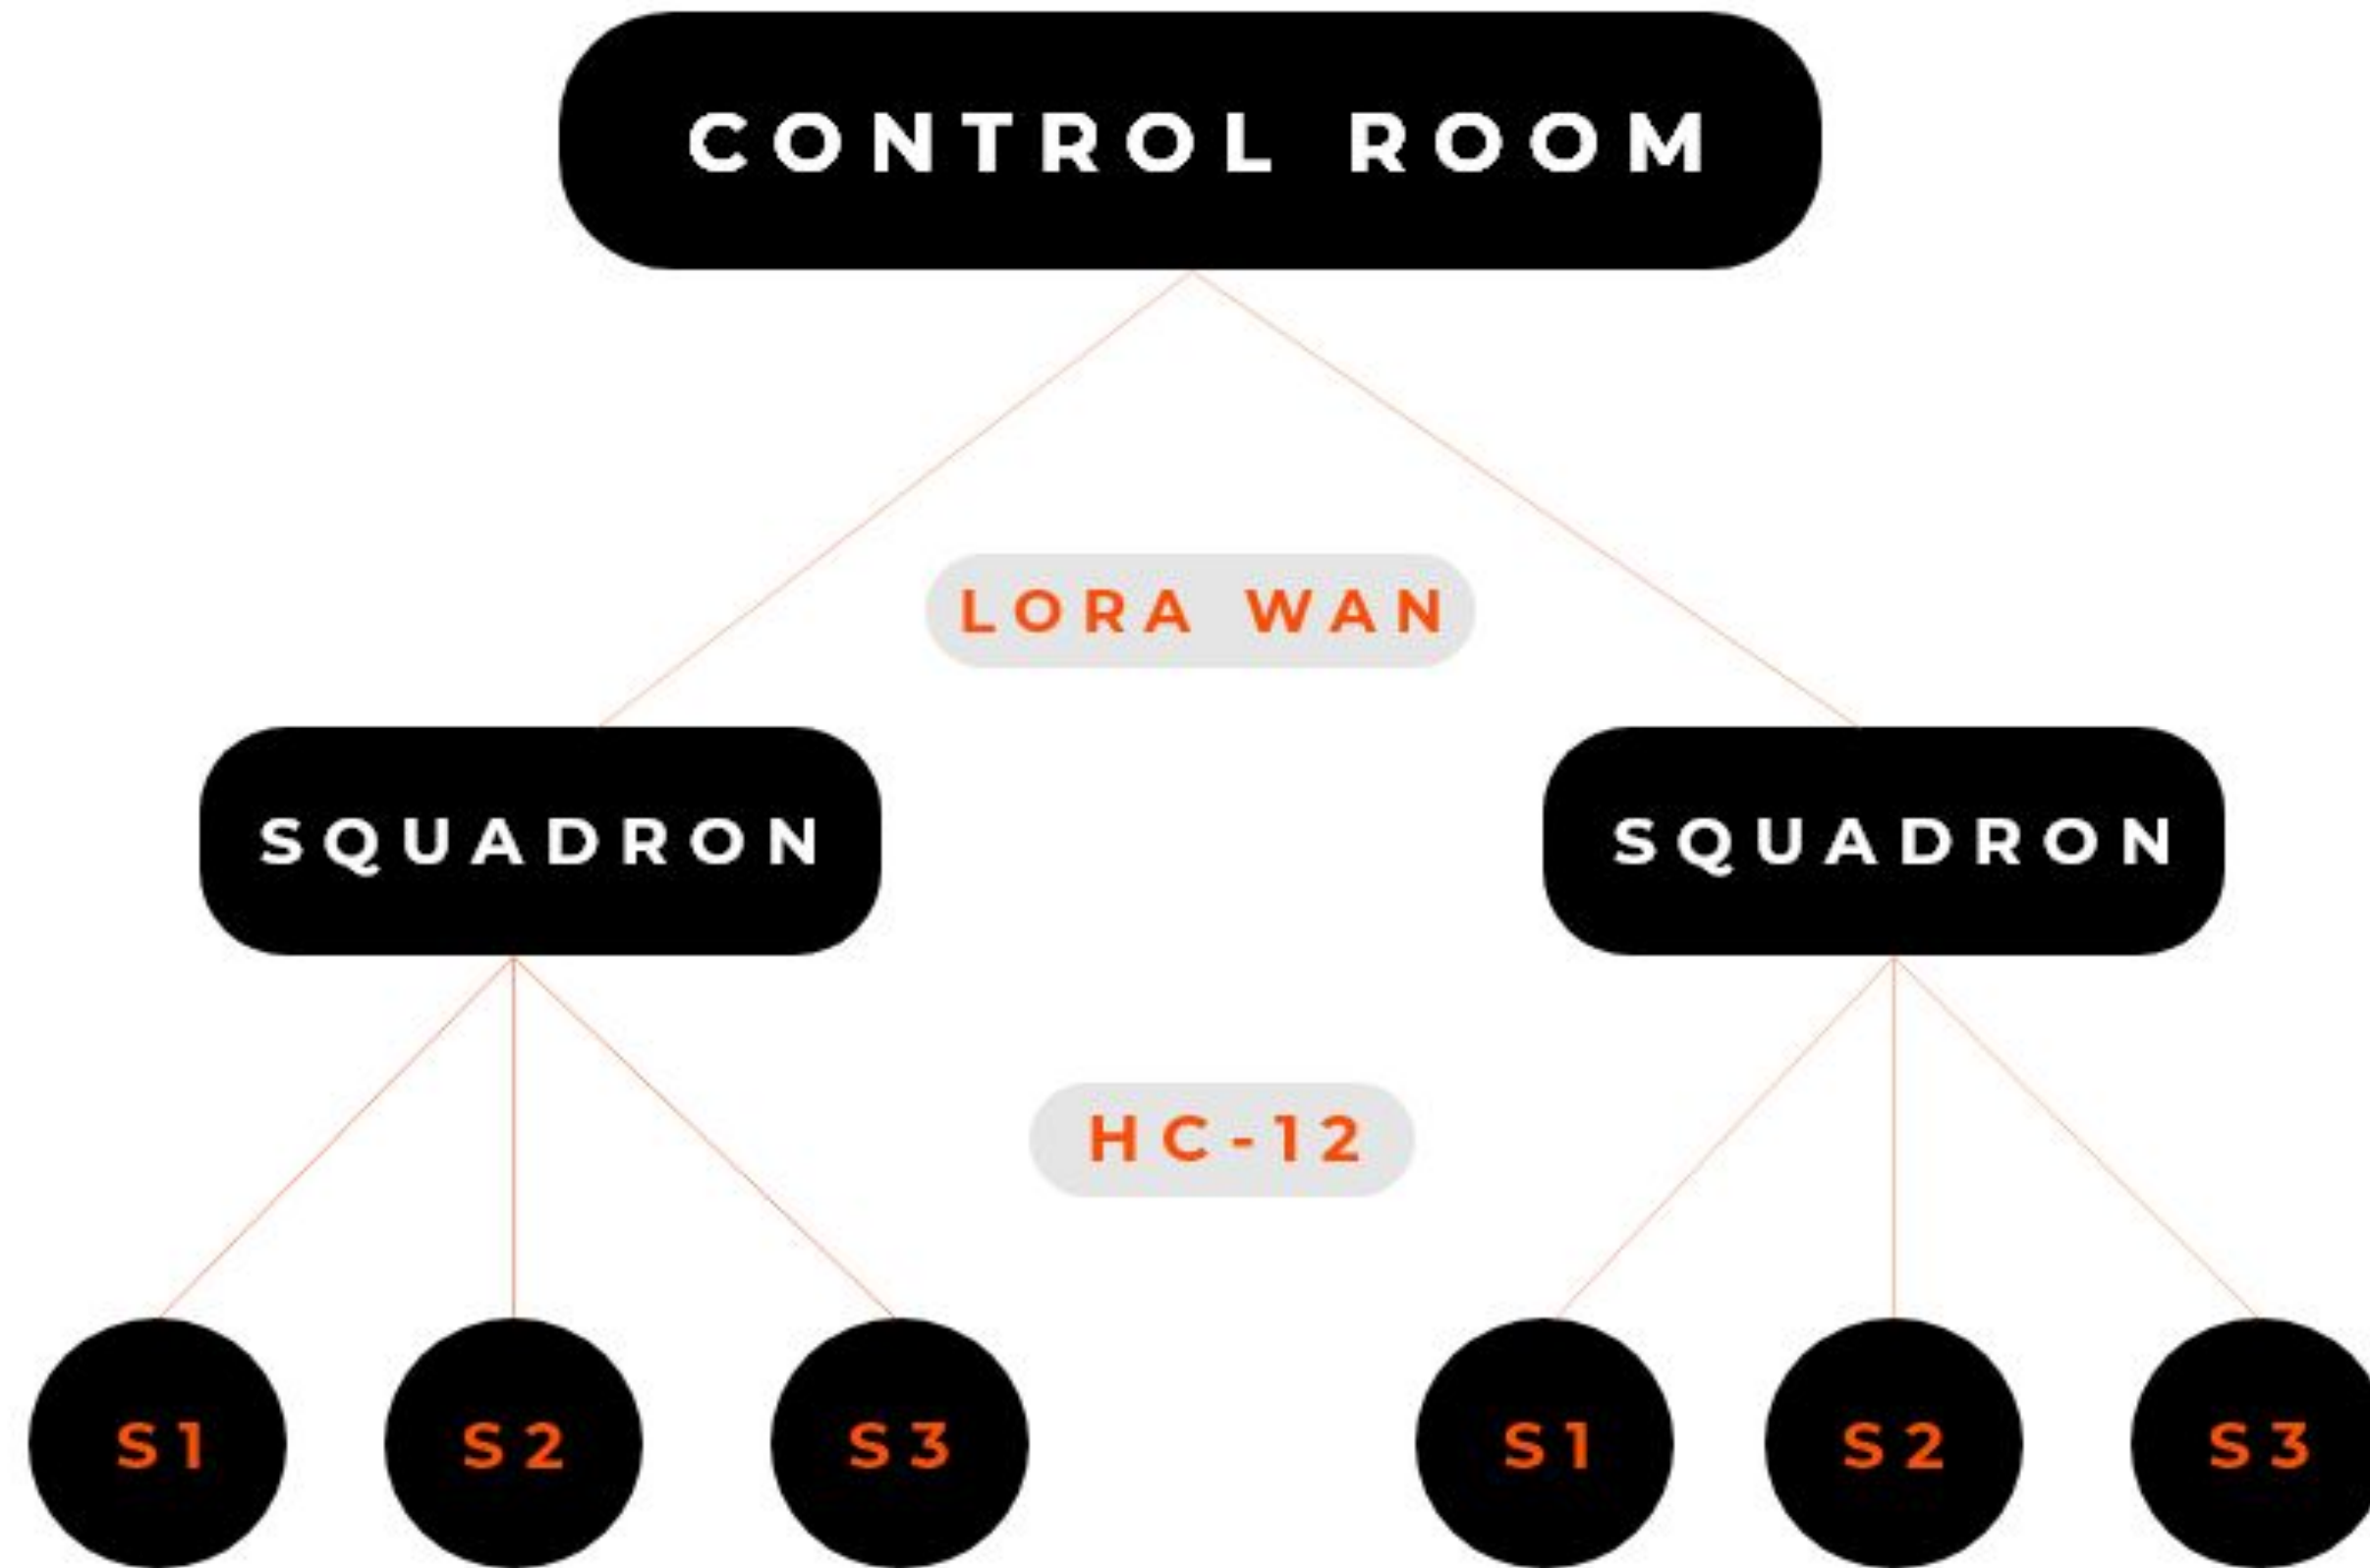 CONTROL ROOM
LORA WAN
SQUADRON
SQUADRON
HC-12
S1
S2
S3
S1
S2
S3